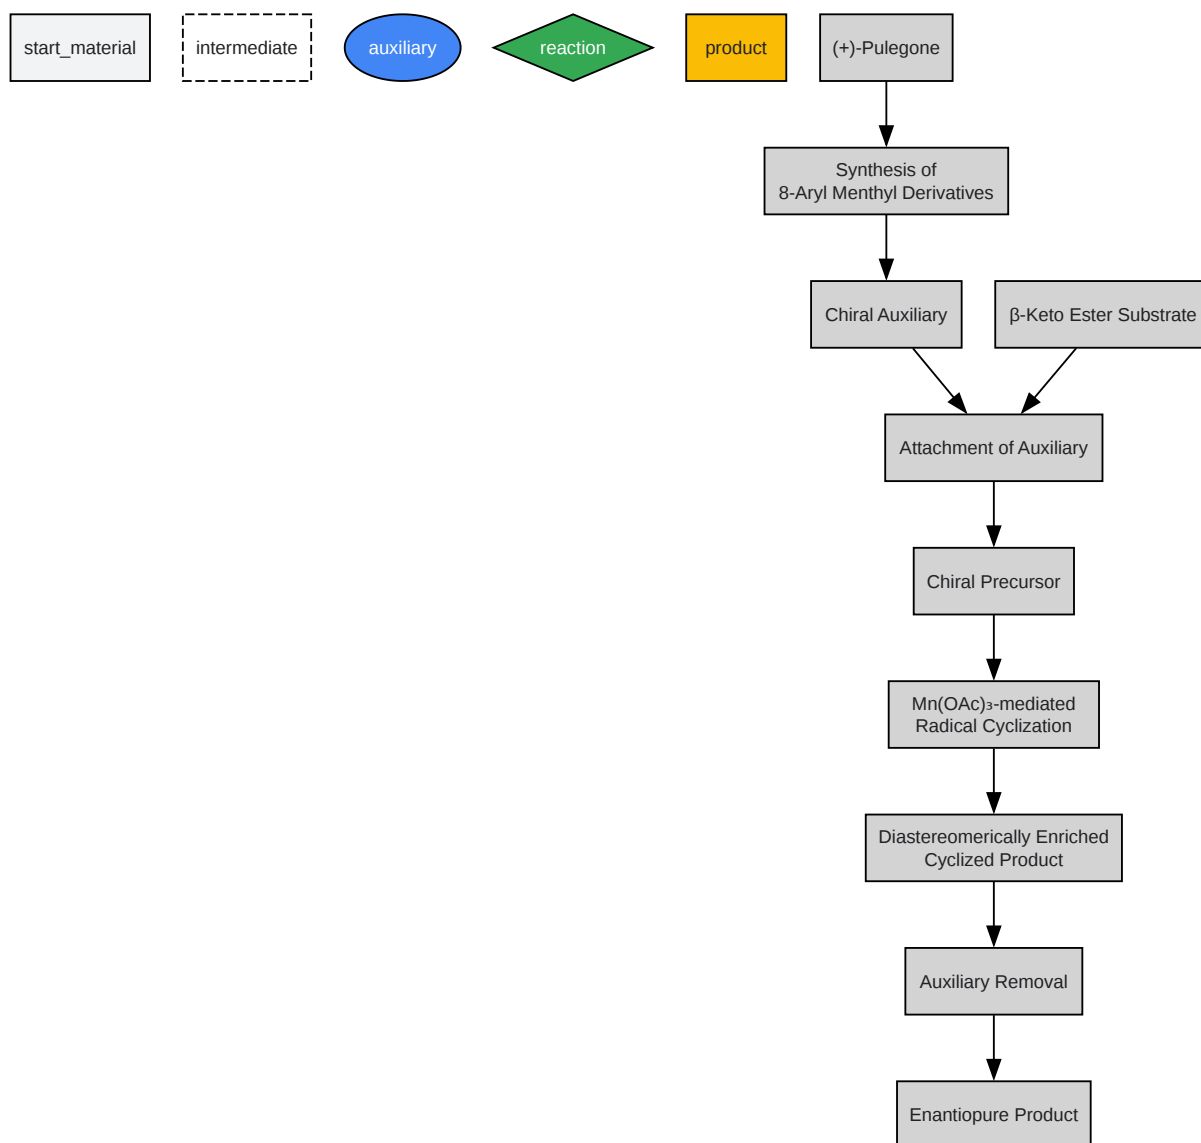 start_material
intermediate
auxiliary
reaction
product
(+)-Pulegone
Synthesis of
8-Aryl Menthyl Derivatives
Chiral Auxiliary
β-Keto Ester Substrate
Attachment of Auxiliary
Chiral Precursor
Mn(OAc)₃-mediated
Radical Cyclization
Diastereomerically Enriched
Cyclized Product
Auxiliary Removal
Enantiopure Product